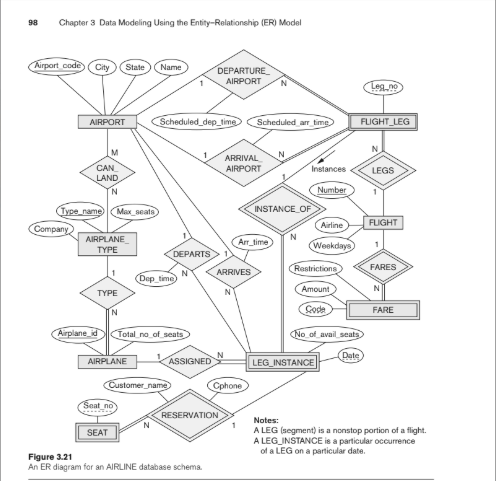 98 Chapter 3 Data Modeling Using the Entity–Relationship (ER) Model
Airport_code
City
State
Name
DEPARTURE_
AIRPORT
Leg_no
1
N
AIRPORT
Scheduled_dep_time
Scheduled_arr_time
FLIGHT_LEG
M
1
ARRIVAL_
AIRPORT
N
Instances
N
CAN_
LAND
LEGS
1
N
1
Number
INSTANCE_OF
Type_name
Max_seats
Company
Airline
FLIGHT
AIRPLANE_
TYPE
1
Arr_time
N
Weekdays
1
DEPARTS
1
Restrictions
FARES
1
N
ARRIVES
Dep_time
Amount
N
TYPE
N
Code
FARE
N
Airplane_id
Total_no_of_seats
No_of_avail_seats
AIRPLANE
1
ASSIGNED
N
LEG_INSTANCE
Date
Customer_name
Cphone
Seat_no
RESERVATION
SEAT
N
1
Notes:
A LEG (segment) is a nonstop portion of a flight.
A LEG_INSTANCE is a particular occurrence
of a LEG on a particular date.
Figure 3.21
An ER diagram for an AIRLINE database schema.